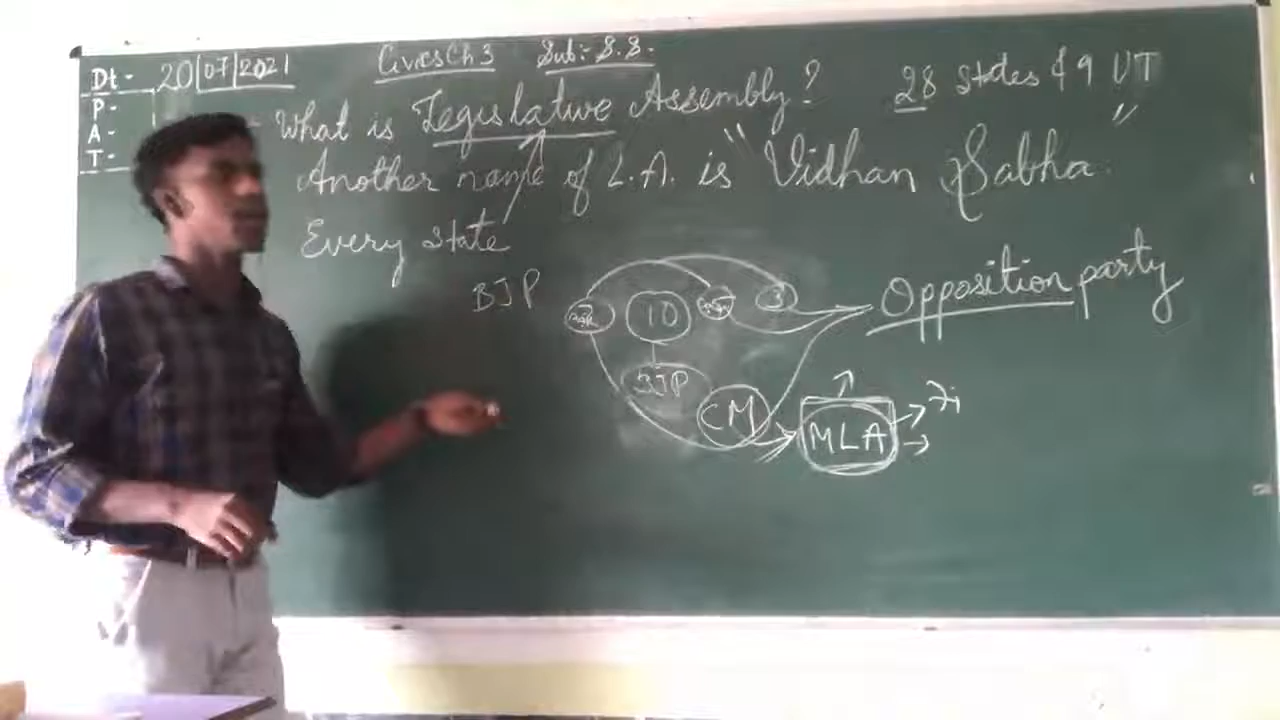 Dt - 20/07/2021
Civics Ch 3 Sub:- S.S.
P -
A -
T -
What is Legislative Assembly?
28 States & 9 UT
Another name of L.A. is "Vidhan Sabha"
Every state
BJP
10
3
Opposition party
BJP
CM
MLA